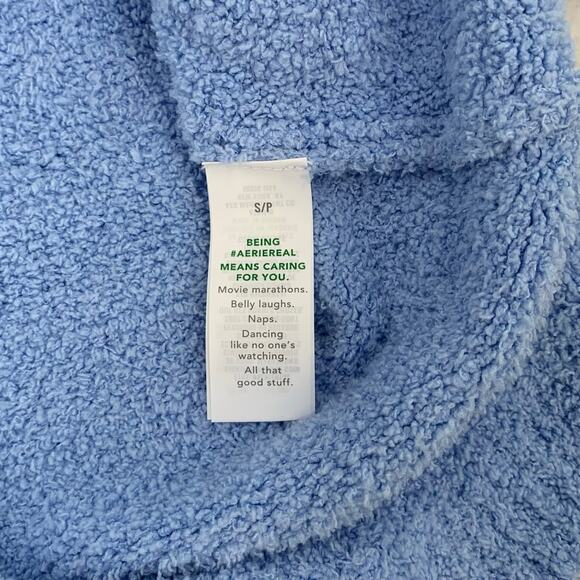 S/P
BEING
#AERIEREAL
MEANS CARING
FOR YOU.
Movie marathons.
Belly laughs.
Naps.
Dancing
like no one's
watching.
All that
good stuff.